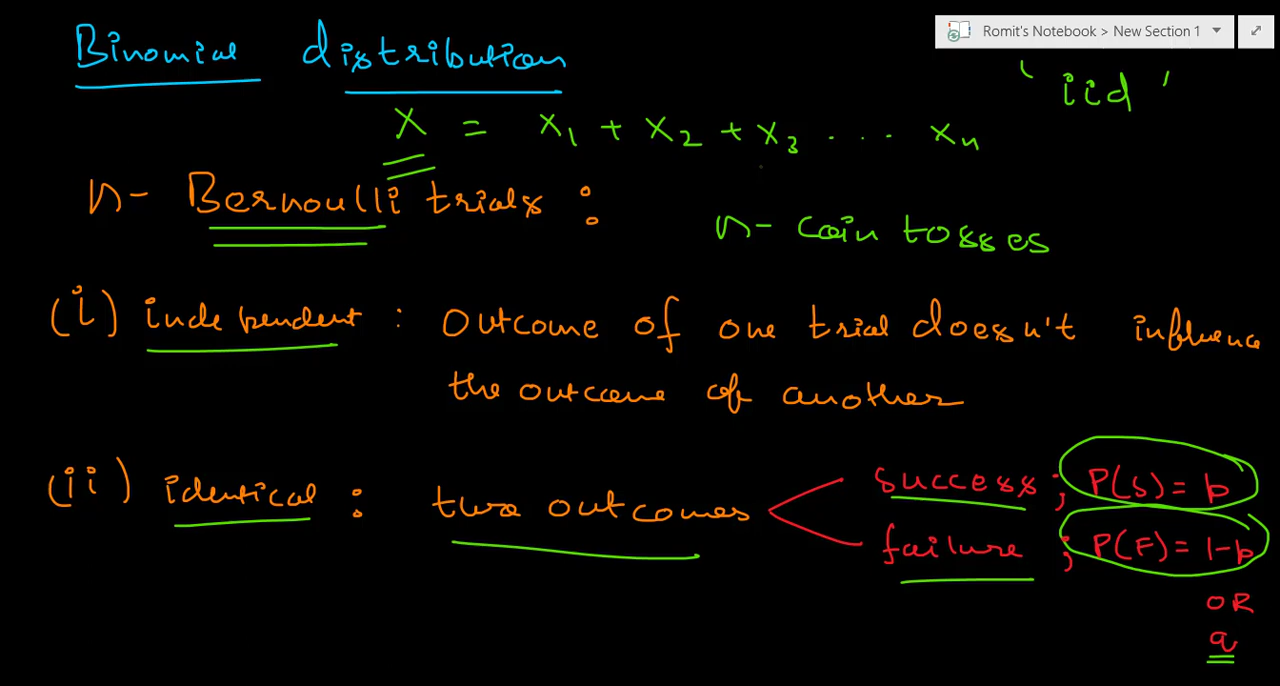 Romit's Notebook > New Section 1
Binomial distribution
'iid'
X = x1 + x2 + x3 ... xn
n- Bernoulli trials :
n- coin tosses
(i) independent : outcome of one trial doesn't influence
the outcome of another
(ii) identical : two outcomes
success ; P(S) = p
failure ; P(F) = 1-p
OR
q